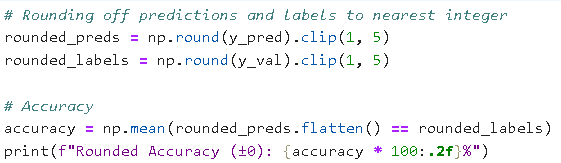 # Rounding off predictions and labels to nearest integer
rounded_preds = np.round(y_pred).clip(1, 5)
rounded_labels = np.round(y_val).clip(1, 5)
# Accuracy
accuracy = np.mean(rounded_preds.flatten() == rounded_labels)
print(f"Rounded Accuracy (±0): {accuracy * 100:.2f}%")